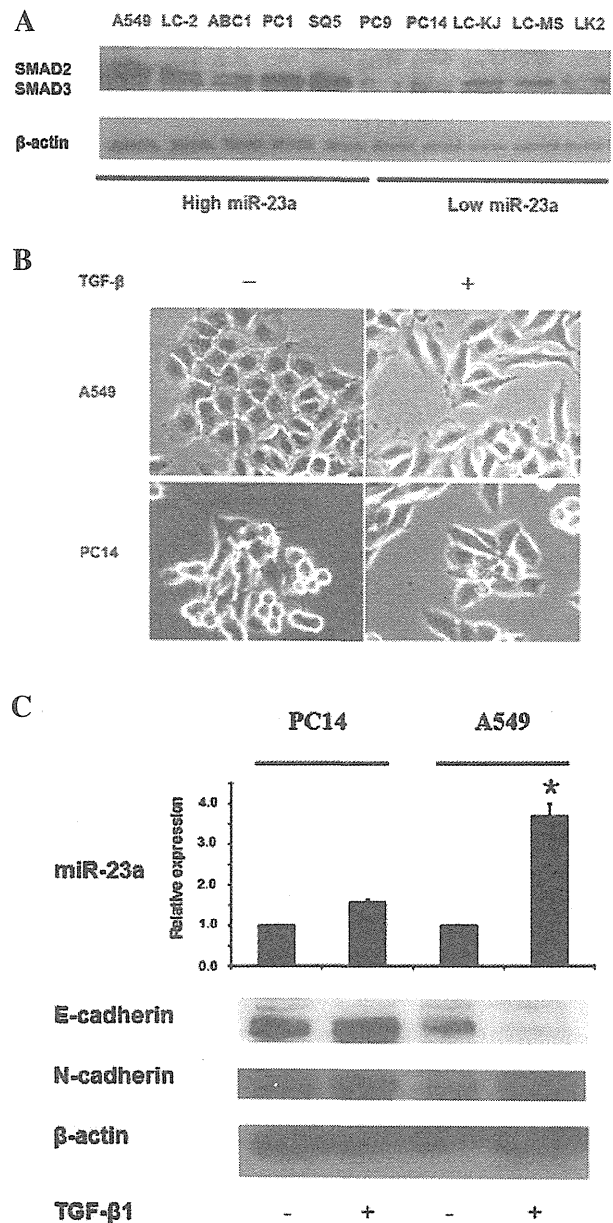 A
A549 LC-2 ABC1 PC1 SQ5 PC9 PC14 LC-KJ LC-MS LK2
SMAD2
SMAD3
β-actin
High miR-23a Low miR-23a
B
TGF-β - +
A549
PC14
C
PC14 A549
miR-23a
Relative expression
4.0
3.0
2.0
1.0
0.0
*
E-cadherin
N-cadherin
β-actin
TGF-β1 - + - +